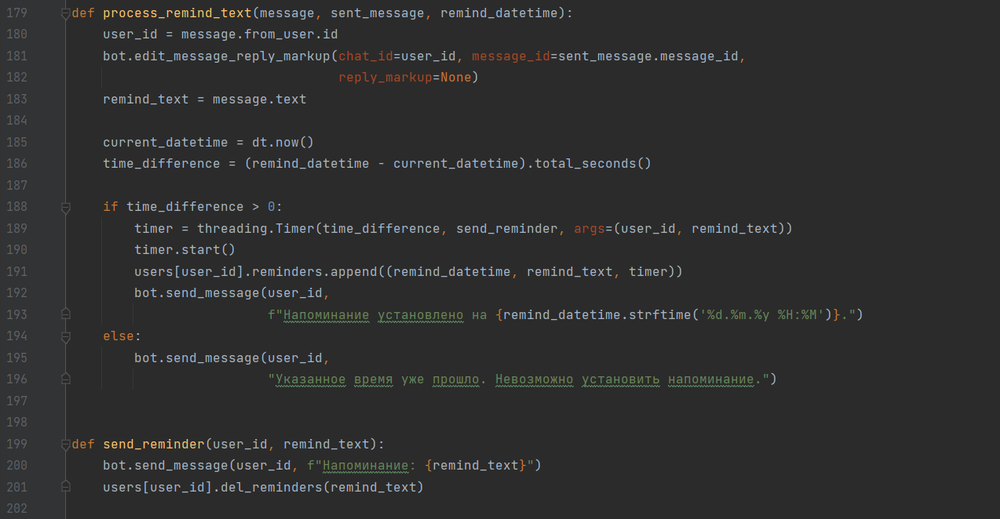 179 def process_remind_text(message, sent_message, remind_datetime):
180     user_id = message.from_user.id
181     bot.edit_message_reply_markup(chat_id=user_id, message_id=sent_message.message_id,
182                                   reply_markup=None)
183     remind_text = message.text
184
185     current_datetime = dt.now()
186     time_difference = (remind_datetime - current_datetime).total_seconds()
187
188     if time_difference > 0:
189         timer = threading.Timer(time_difference, send_reminder, args=(user_id, remind_text))
190         timer.start()
191         users[user_id].reminders.append((remind_datetime, remind_text, timer))
192         bot.send_message(user_id,
193                          f"Напоминание установлено на {remind_datetime.strftime('%d.%m.%y %H:%M')}.")
194     else:
195         bot.send_message(user_id,
196                          "Указанное время уже прошло. Невозможно установить напоминание.")
197
198
199 def send_reminder(user_id, remind_text):
200     bot.send_message(user_id, f"Напоминание: {remind_text}")
201     users[user_id].del_reminders(remind_text)
202